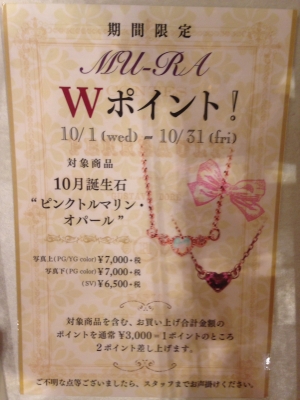 期間限定
MU-RA
Wポイント!
10/1 (wed) – 10/31 (fri)
対象商品
10月誕生石
“ピンクトルマリン・
オパール”
写真上(PG/YG color) ¥7,000+税
写真下(PG color) ¥7,000+税
(SV) ¥6,500+税
対象商品を含む、お買い上げ合計金額の
ポイントを通常 ¥3,000=1ポイントのところ
2ポイント差し上げます。
ご不明な点等ございましたら、スタッフまでお声掛けください。